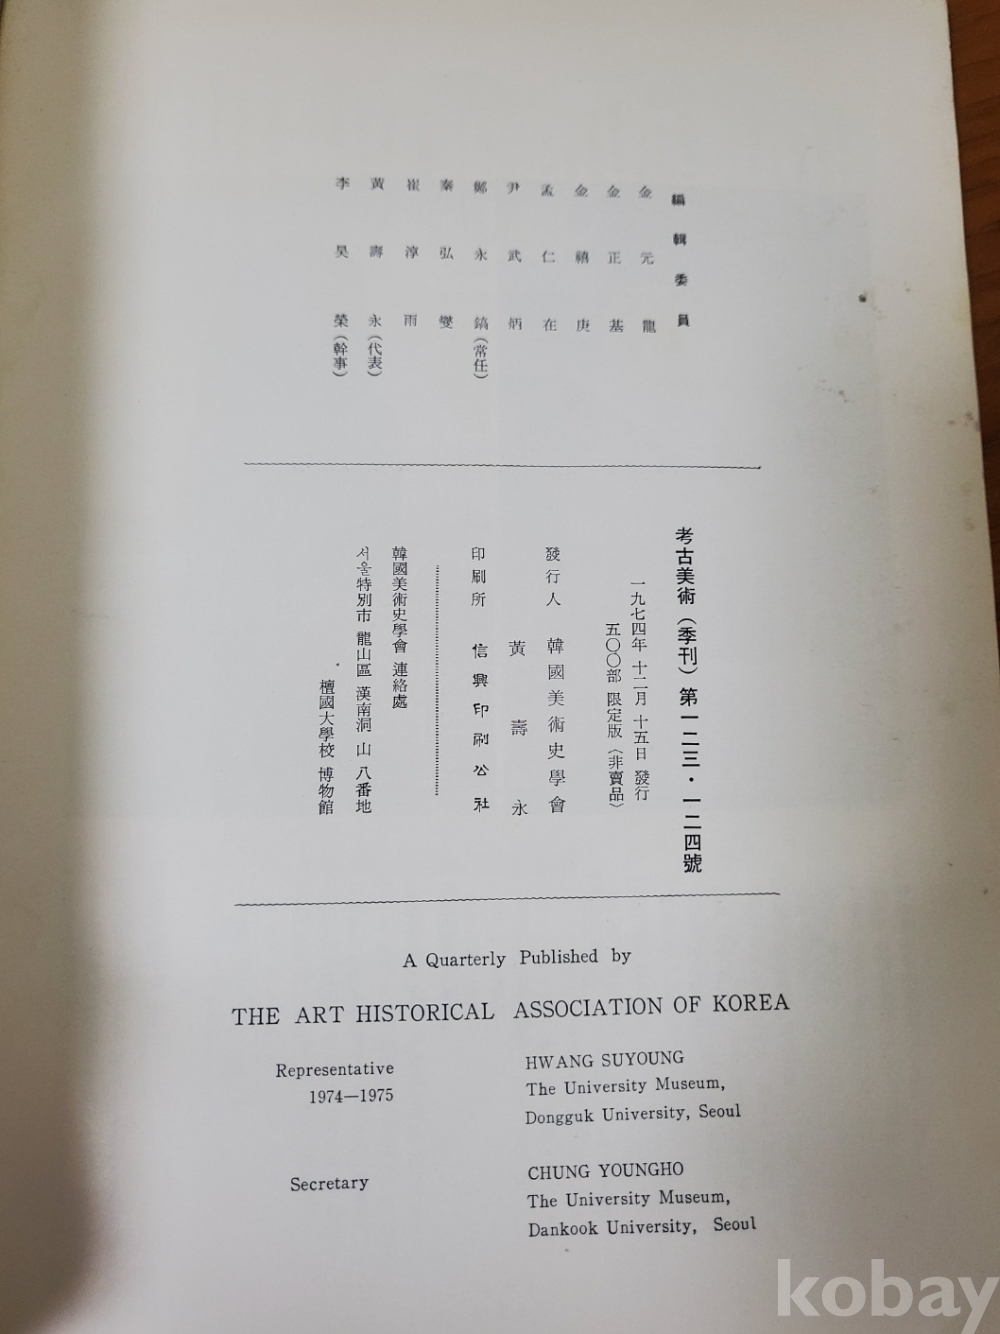 編輯委員
金元龍
金正基
金禧庚
孟仁在
尹武炳
鄭永鎬(常任)
秦弘燮
崔淳雨
黃壽永(代表)
李昊榮(幹事)
考古美術(季刊) 第一二三·一二四號
一九七四年 十二月 十五日 發行
五〇〇部 限定版 (非賣品)
發行人 韓國美術史學會
黃壽永
印刷所 信興印刷公社
韓國美術史學會 連絡處
서울特別市 龍山區 漢南洞 山 八番地
檀國大學校 博物館
A Quarterly Published by
THE ART HISTORICAL ASSOCIATION OF KOREA
Representative
1974—1975
HWANG SUYOUNG
The University Museum,
Dongguk University, Seoul
Secretary
CHUNG YOUNGHO
The University Museum,
Dankook University, Seoul
kobay